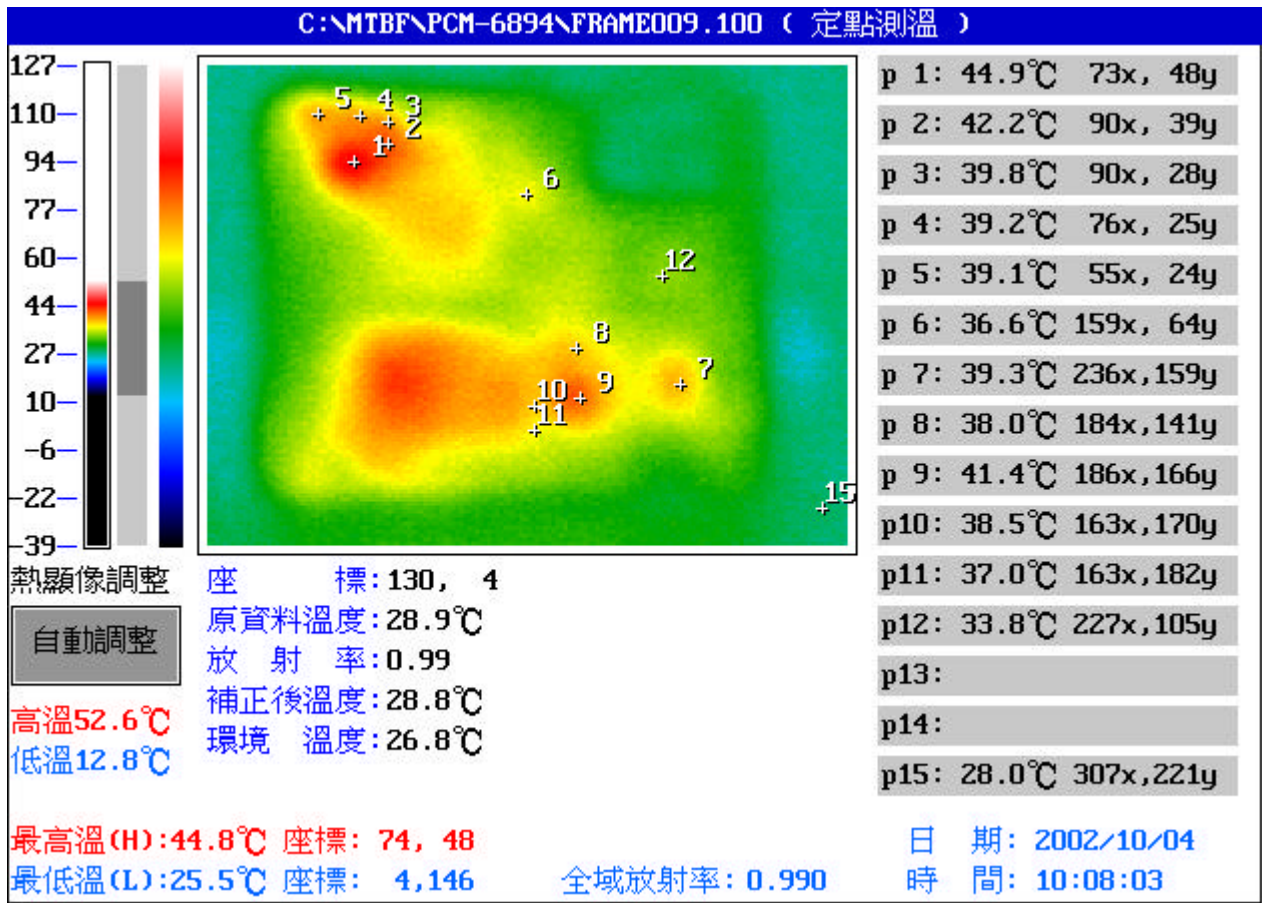 C:\MTBF\PCM-6894\FRAME009.100 ( 定點測溫 )
127
110
94
77
60
44
27
10
-6
-22
-39
5 4 3
2
1
6
12
8
7
9
10
11
15
p 1: 44.9℃ 73x, 48y
p 2: 42.2℃ 90x, 39y
p 3: 39.8℃ 90x, 28y
p 4: 39.2℃ 76x, 25y
p 5: 39.1℃ 55x, 24y
p 6: 36.6℃ 159x, 64y
p 7: 39.3℃ 236x,159y
p 8: 38.0℃ 184x,141y
p 9: 41.4℃ 186x,166y
p10: 38.5℃ 163x,170y
p11: 37.0℃ 163x,182y
p12: 33.8℃ 227x,105y
p13:
p14:
p15: 28.0℃ 307x,221y
熱顯像調整
自動調整
高溫52.6℃
低溫12.8℃
座 標:130, 4
原資料溫度:28.9℃
放 射 率:0.99
補正後溫度:28.8℃
環境 溫度:26.8℃
最高溫(H):44.8℃ 座標: 74, 48
最低溫(L):25.5℃ 座標: 4,146
全域放射率: 0.990
日 期: 2002/10/04
時 間: 10:08:03